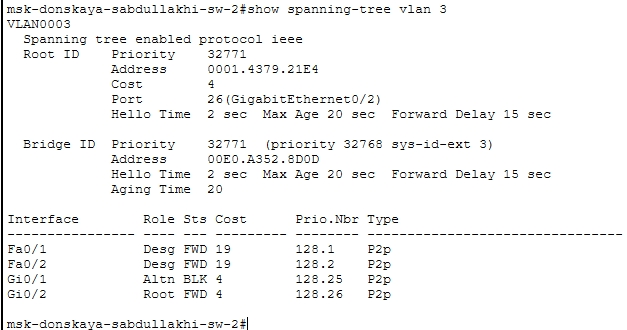 msk-donskaya-sabdullakhi-sw-2#show spanning-tree vlan 3
VLAN0003
  Spanning tree enabled protocol ieee
  Root ID    Priority    32771
             Address     0001.4379.21E4
             Cost        4
             Port        26(GigabitEthernet0/2)
             Hello Time  2 sec  Max Age 20 sec  Forward Delay 15 sec

  Bridge ID  Priority    32771  (priority 32768 sys-id-ext 3)
             Address     00E0.A352.8D0D
             Hello Time  2 sec  Max Age 20 sec  Forward Delay 15 sec
             Aging Time  20

Interface        Role Sts Cost      Prio.Nbr Type
---------------- ---- --- --------- -------- --------------------------------
Fa0/1            Desg FWD 19        128.1    P2p
Fa0/2            Desg FWD 19        128.2    P2p
Gi0/1            Altn BLK 4         128.25   P2p
Gi0/2            Root FWD 4         128.26   P2p

msk-donskaya-sabdullakhi-sw-2#